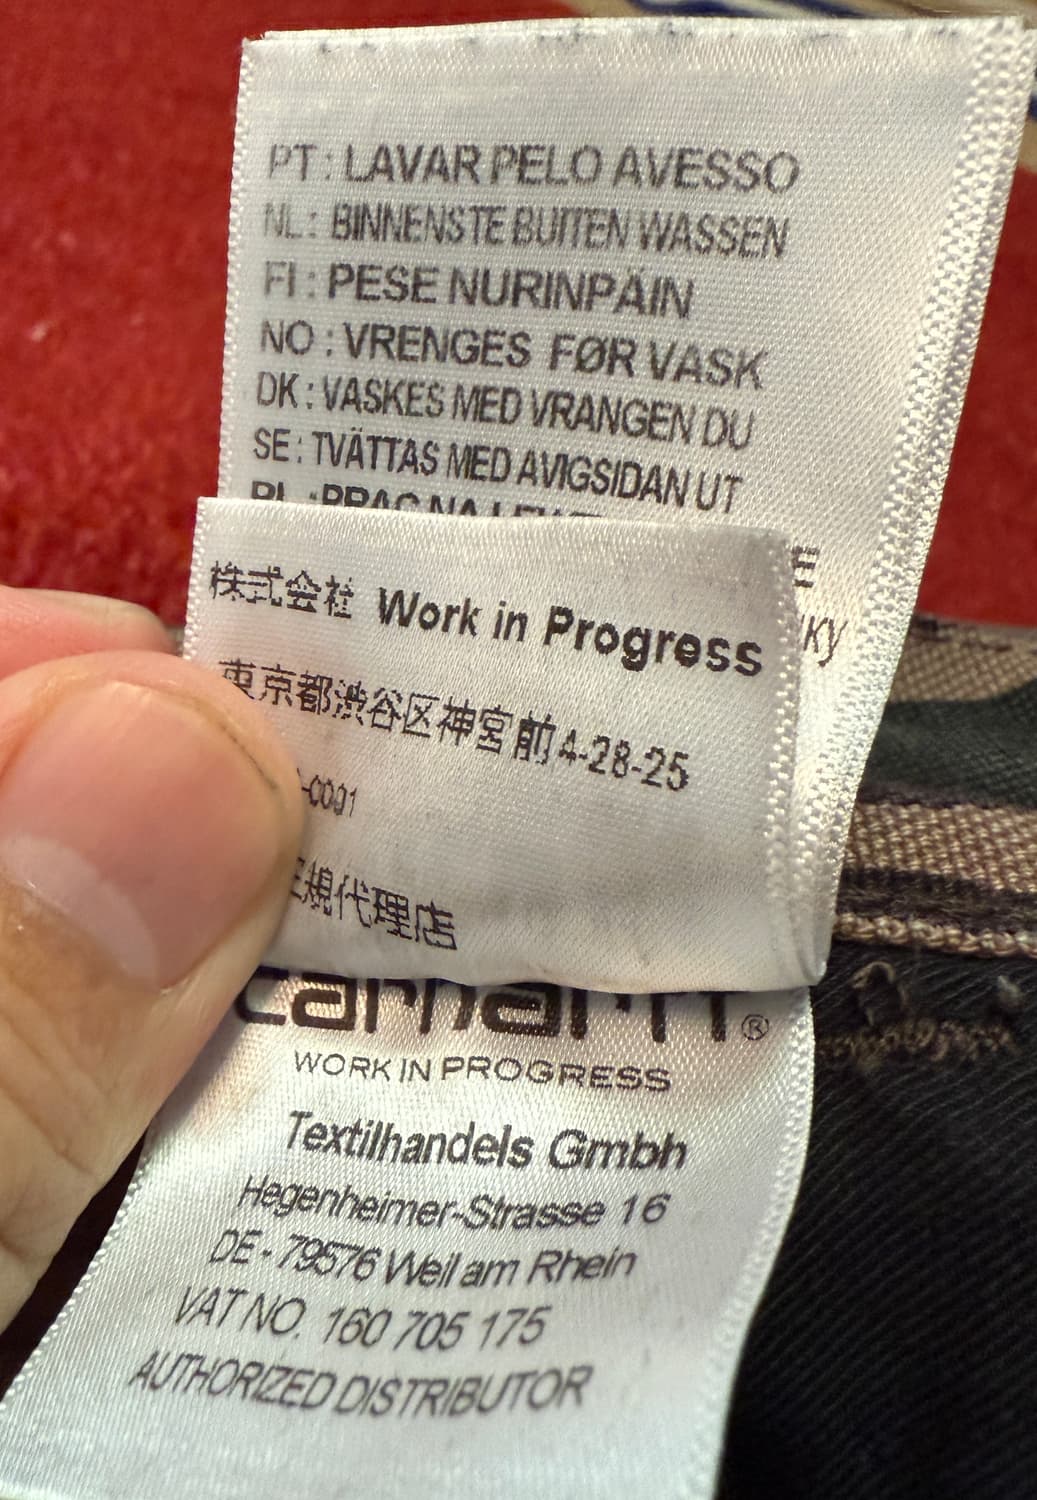 PT : LAVAR PELO AVESSO
NL : BINNENSTE BUITEN WASSEN
FI : PESE NURINPÄIN
NO : VRENGES FØR VASK
DK : VASKES MED VRANGEN DU
SE : TVÄTTAS MED AVIGSIDAN UT
株式会社 Work in Progress
東京都渋谷区神宮前4-28-25
-0001
規代理店
carhartt®
WORK IN PROGRESS
Textilhandels Gmbh
Hegenheimer-Strasse 16
DE - 79576 Weil am Rhein
VAT NO. 160 705 175
AUTHORIZED DISTRIBUTOR